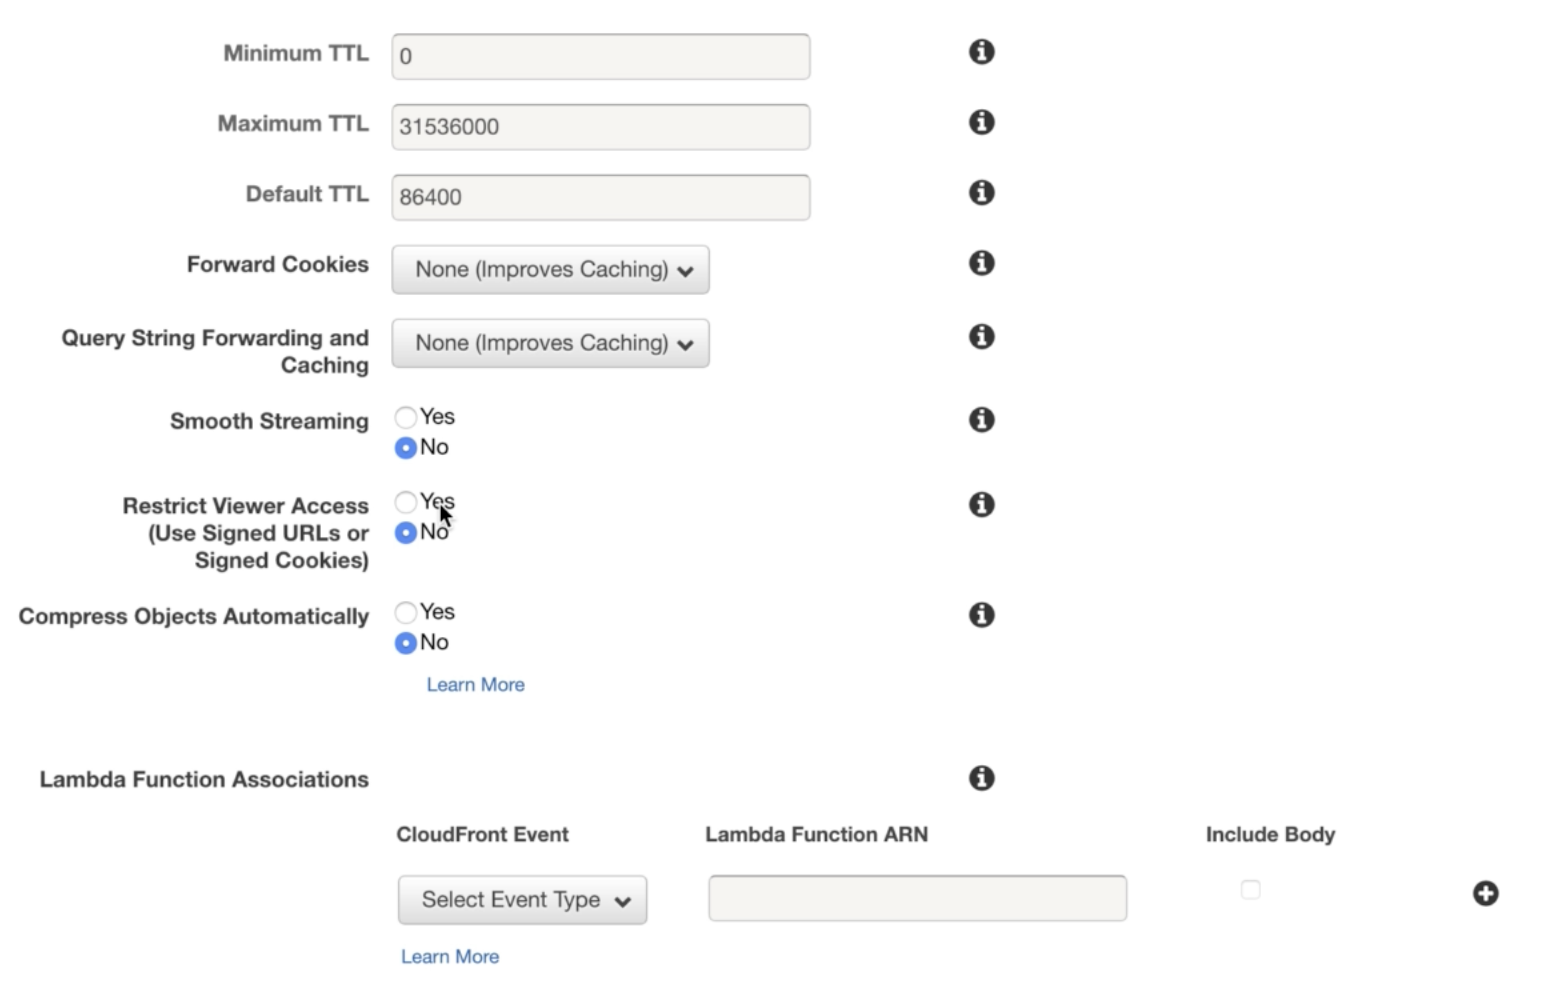 Minimum TTL
0
Maximum TTL
31536000
Default TTL
86400
Forward Cookies
None (Improves Caching)
Query String Forwarding and
Caching
None (Improves Caching)
Smooth Streaming
Yes
No
Restrict Viewer Access
(Use Signed URLs or
Signed Cookies)
Yes
No
Compress Objects Automatically
Yes
No
Learn More
Lambda Function Associations
CloudFront Event
Lambda Function ARN
Include Body
Select Event Type
Learn More